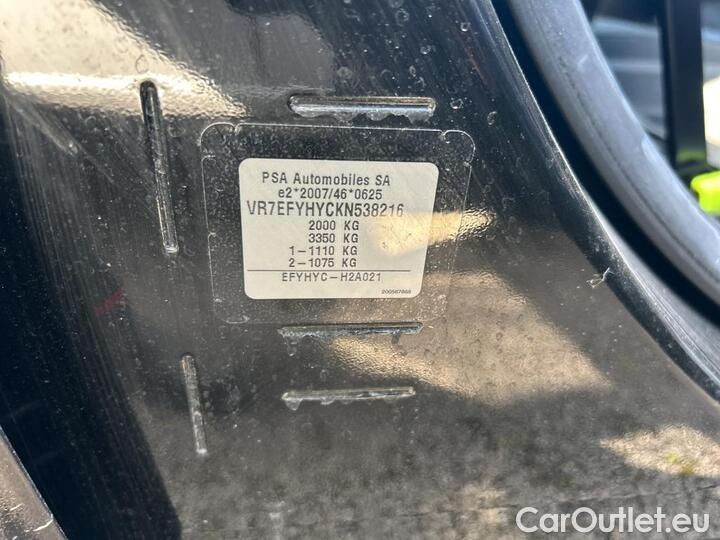 PSA Automobiles SA
e2*2007/46*0625
VR7EFYHYCKN538216
2000 KG
3350 KG
1-1110 KG
2-1075 KG
EFYHYC-H2A021
200587868
CarOutlet.eu